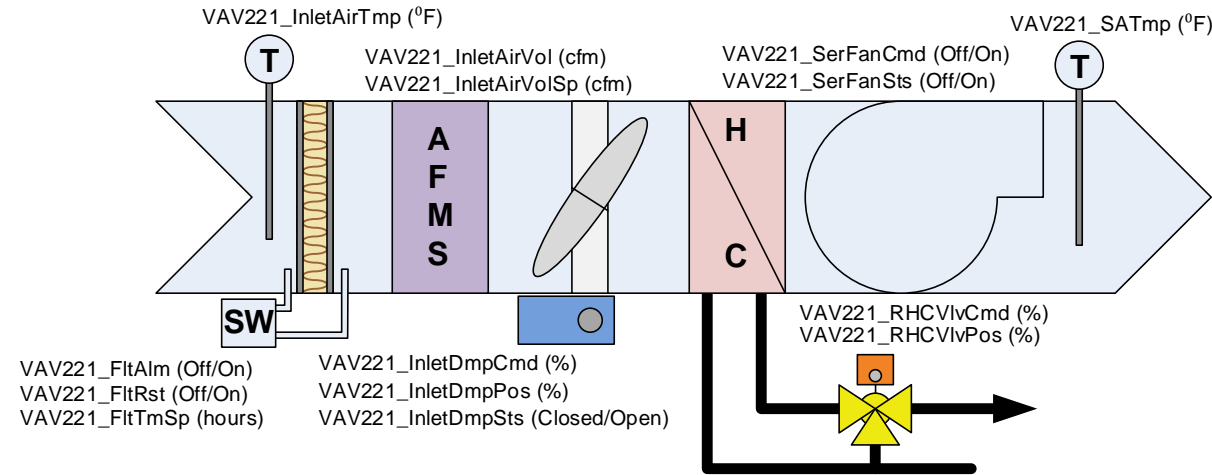 VAV221_InletAirTmp (⁰F)
T
VAV221_InletAirVol (cfm)
VAV221_InletAirVolSp (cfm)
VAV221_SerFanCmd (Off/On)
VAV221_SerFanSts (Off/On)
VAV221_SATmp (⁰F)
T
A
F
M
S
H
C
SW
VAV221_FltAlm (Off/On)
VAV221_FltRst (Off/On)
VAV221_FltTmSp (hours)
VAV221_InletDmpCmd (%)
VAV221_InletDmpPos (%)
VAV221_InletDmpSts (Closed/Open)
VAV221_RHCVlvCmd (%)
VAV221_RHCVlvPos (%)